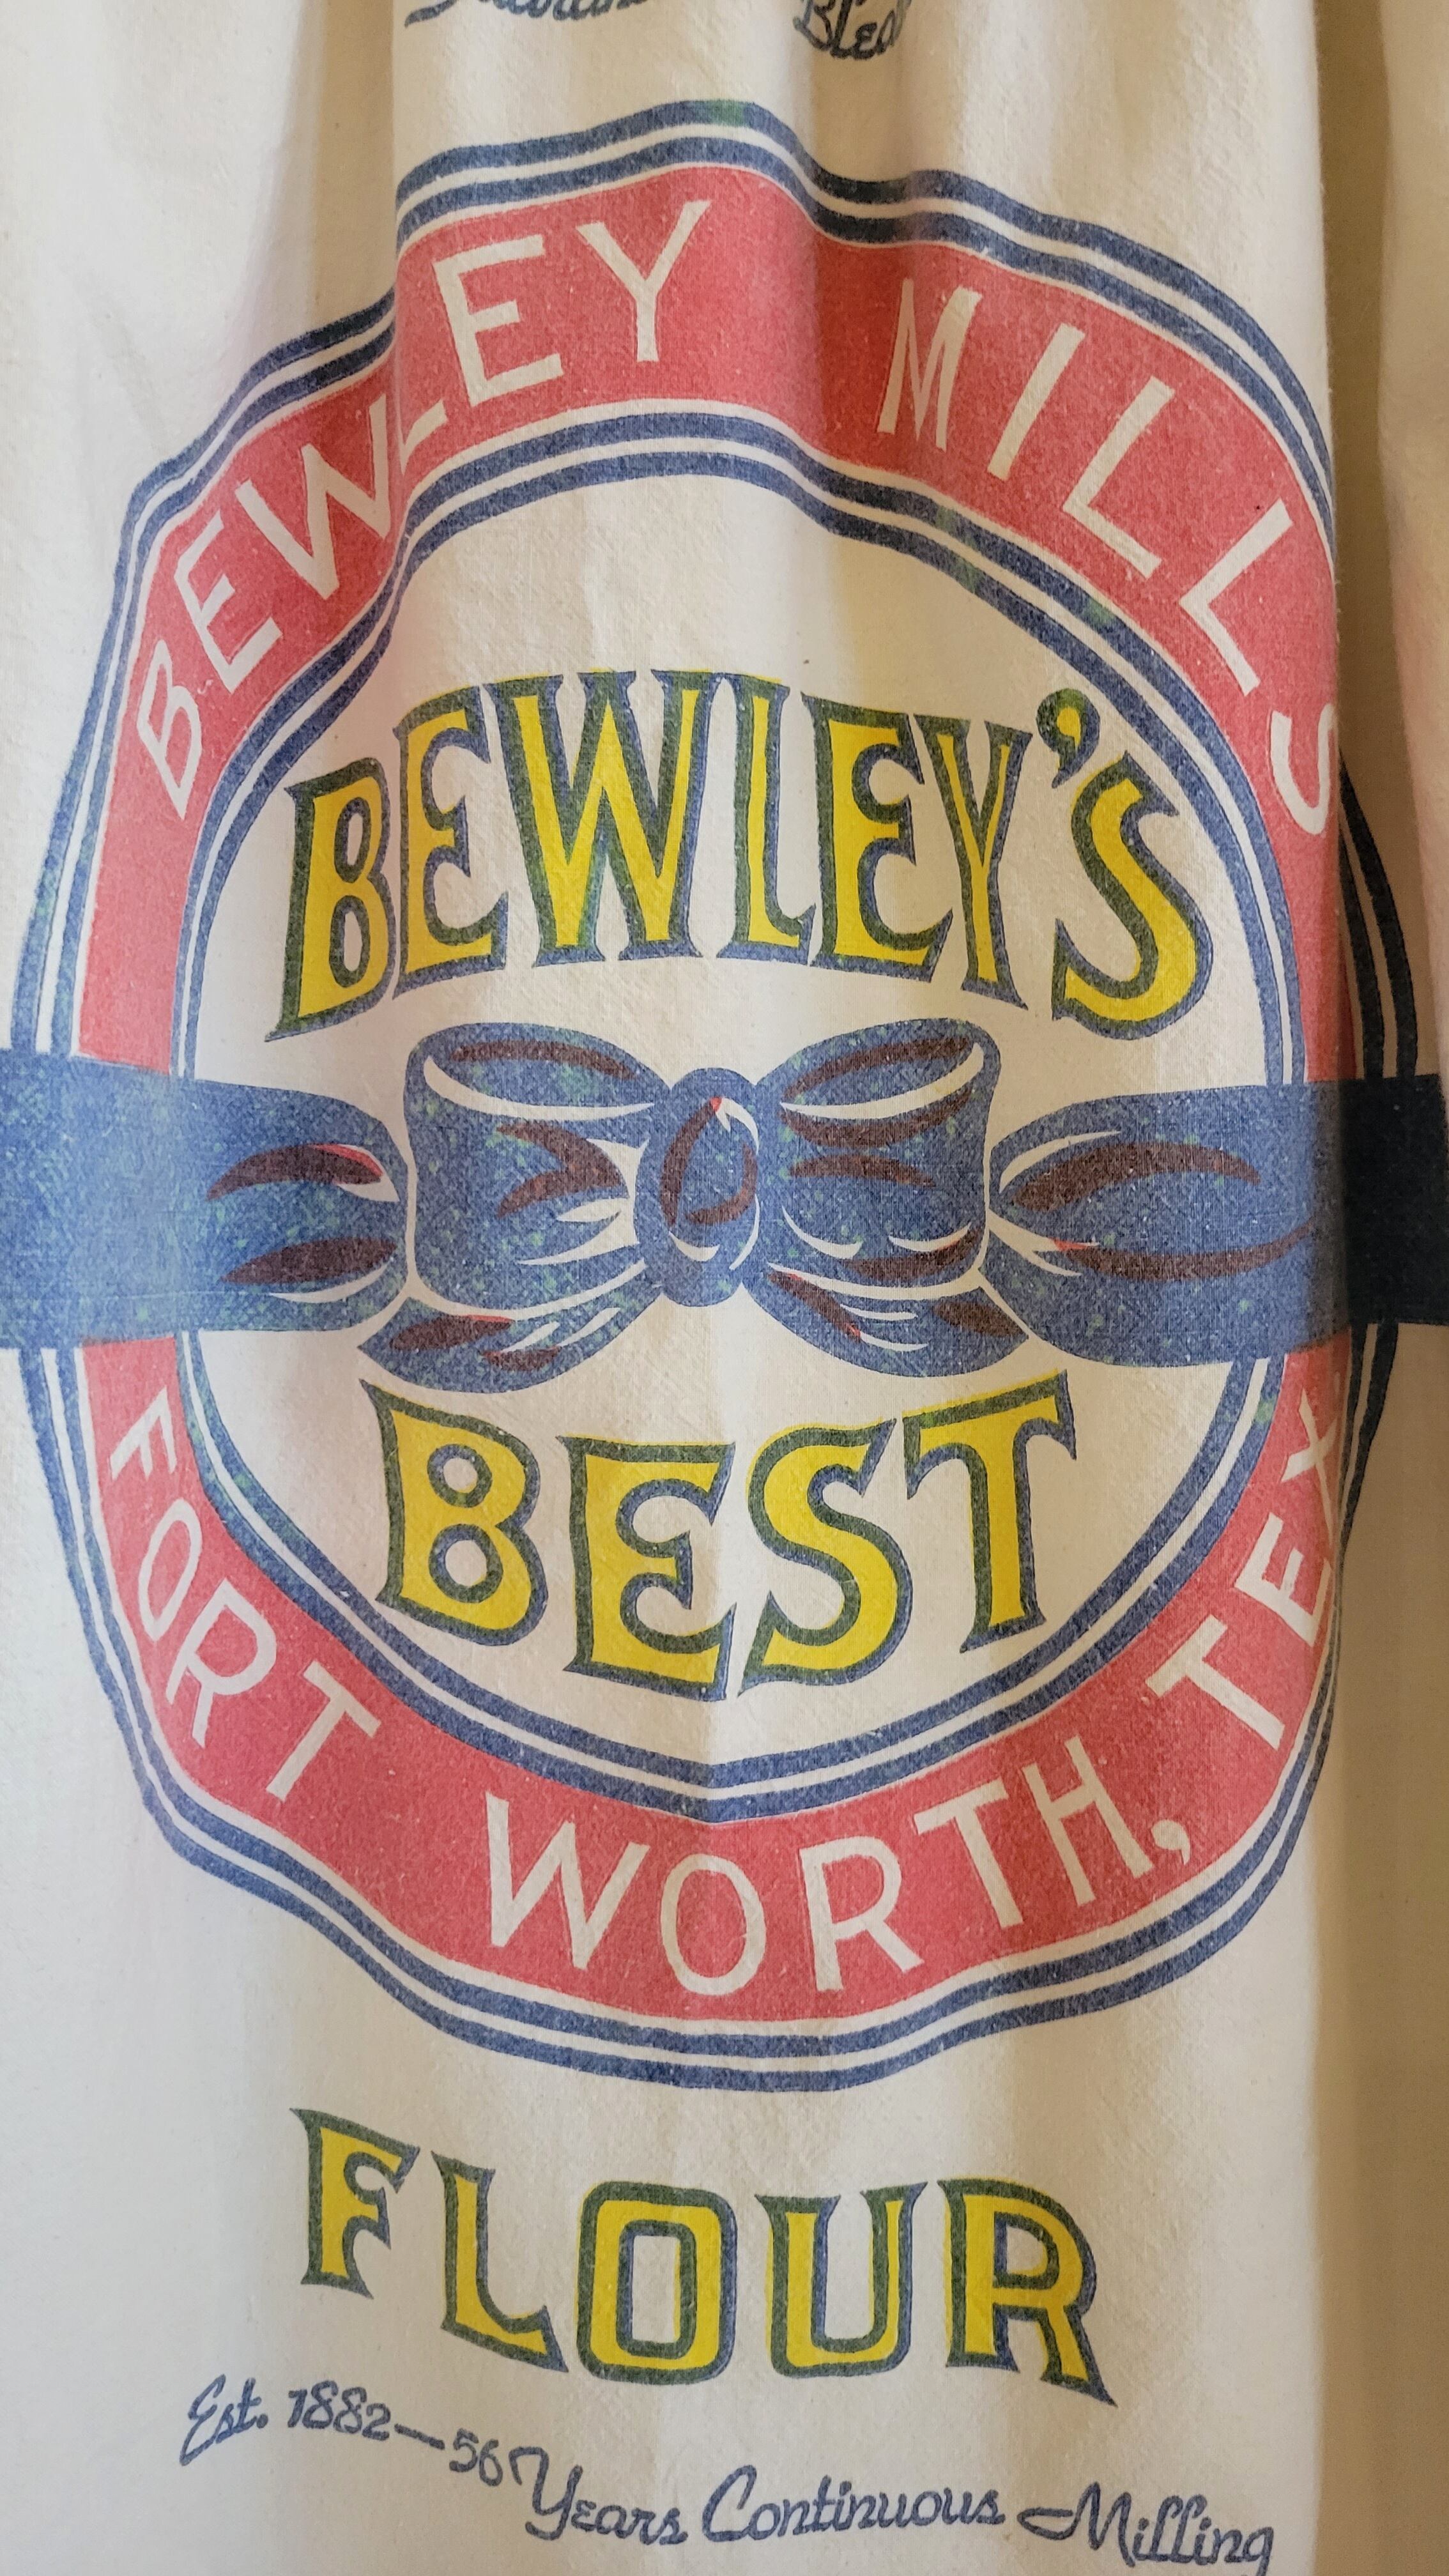 BEWLEY MILLS
BEWLEY'S
BEST
FORT WORTH, TEX.
FLOUR
Est. 1882—56 Years Continuous Milling